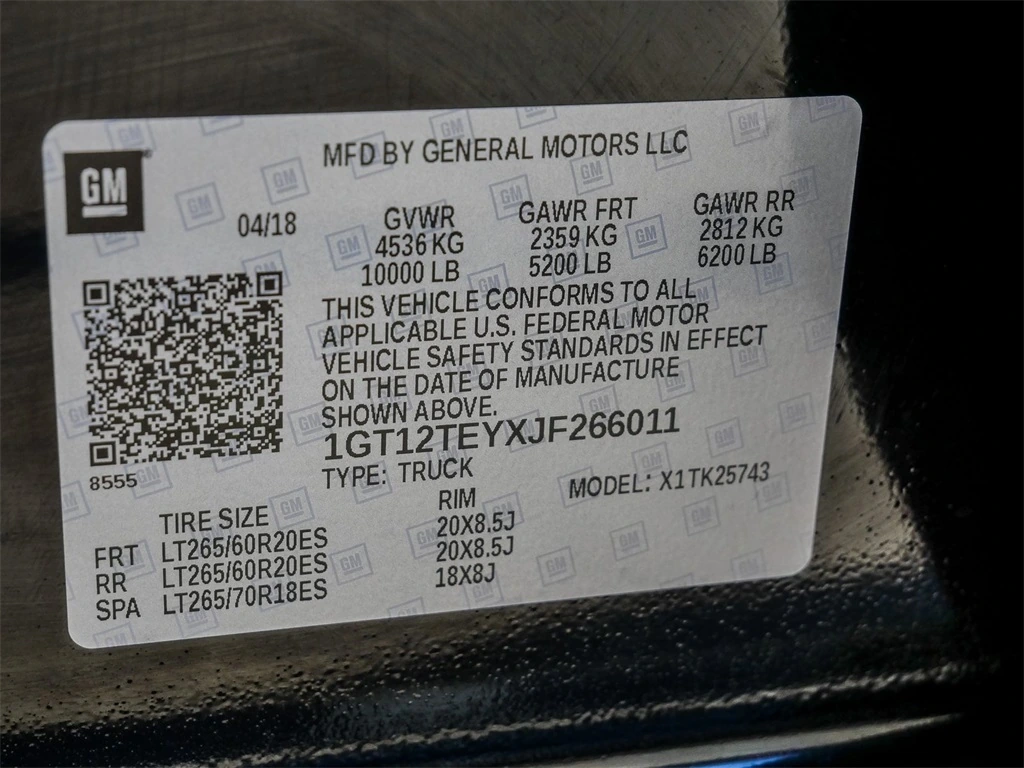 GM
MFD BY GENERAL MOTORS LLC
04/18 GVWR GAWR FRT GAWR RR
4536 KG 2359 KG 2812 KG
10000 LB 5200 LB 6200 LB
THIS VEHICLE CONFORMS TO ALL
APPLICABLE U.S. FEDERAL MOTOR
VEHICLE SAFETY STANDARDS IN EFFECT
ON THE DATE OF MANUFACTURE
SHOWN ABOVE.
1GT12TEYXJF266011
8555
TYPE: TRUCK MODEL: X1TK25743
TIRE SIZE RIM
FRT LT265/60R20ES 20X8.5J
RR LT265/60R20ES 20X8.5J
SPA LT265/70R18ES 18X8J